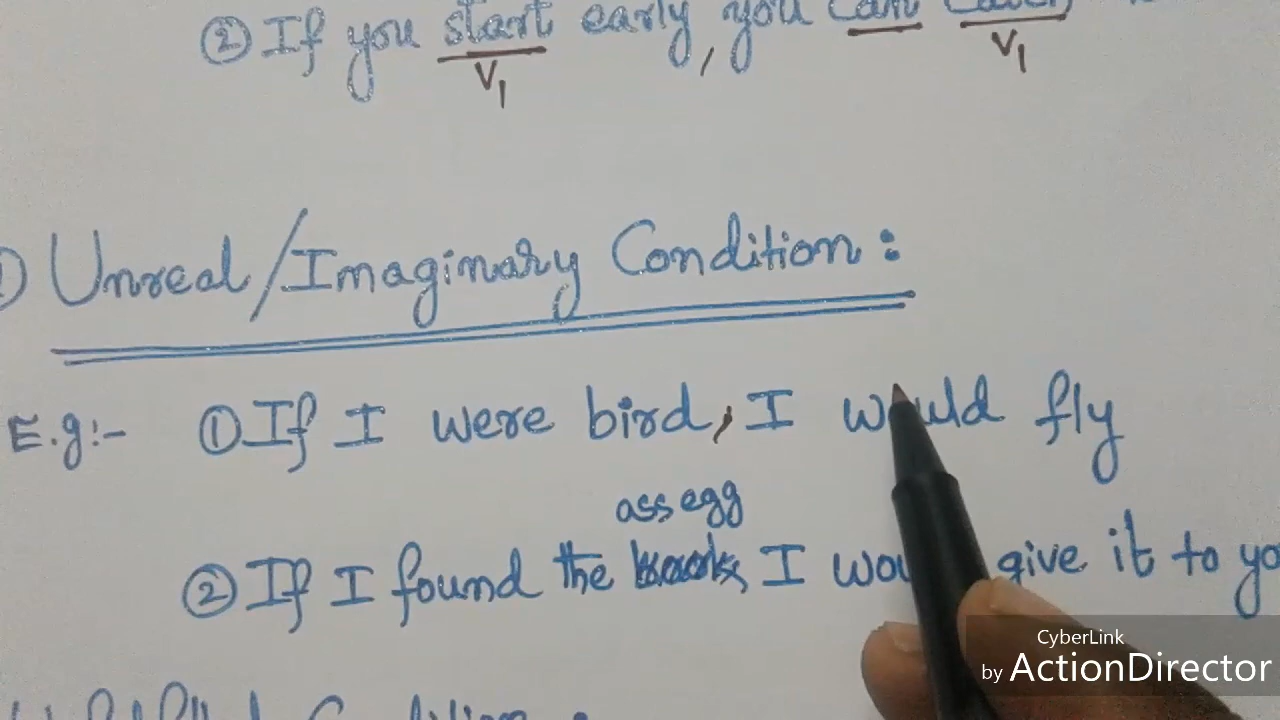 ② If you start early, you can
V1 V1
Unreal/Imaginary Condition:
E.g:- ① If I were bird, I would fly
ass egg
② If I found the I wou give it to yo
CyberLink
by ActionDirector